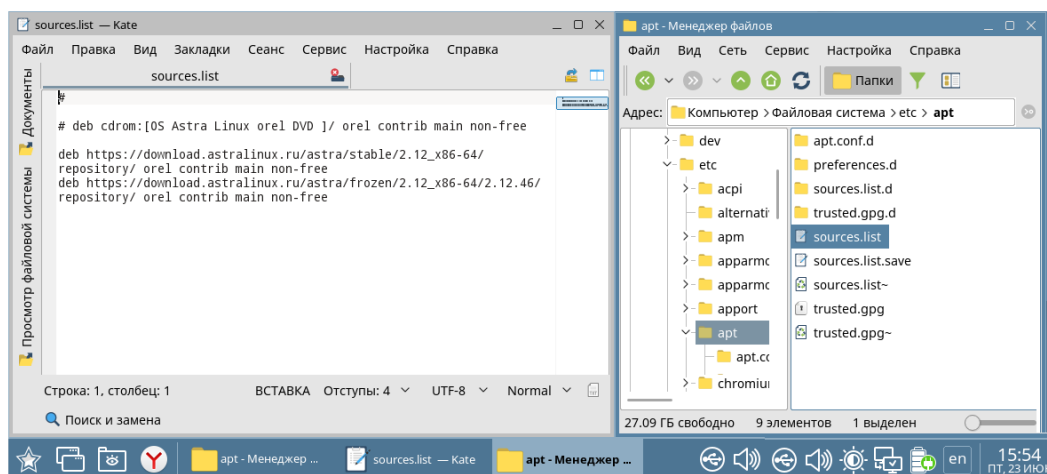 sources.list — Kate
Файл Правка Вид Закладки Сеанс Сервис Настройка Справка
Документы
Просмотр файловой системы
sources.list
#
# deb cdrom:[OS Astra Linux orel DVD ]/ orel contrib main non-free
deb https://download.astralinux.ru/astra/stable/2.12_x86-64/
repository/ orel contrib main non-free
deb https://download.astralinux.ru/astra/frozen/2.12_x86-64/2.12.46/
repository/ orel contrib main non-free
Строка: 1, столбец: 1 ВСТАВКА Отступы: 4 UTF-8 Normal
Поиск и замена
apt - Менеджер файлов
Файл Вид Сеть Сервис Настройка Справка
Папки
Адрес: Компьютер > Файловая система > etc > apt
dev
etc
acpi
alternati
apm
apparmo
apparmo
apport
apt
apt.co
chromiu
apt.conf.d
preferences.d
sources.list.d
trusted.gpg.d
sources.list
sources.list.save
sources.list~
trusted.gpg
trusted.gpg~
27.09 ГБ свободно 9 элементов 1 выделен
apt - Менеджер ...
sources.list — Kate
apt - Менеджер ...
en
15:54
ПТ, 23 ИЮ